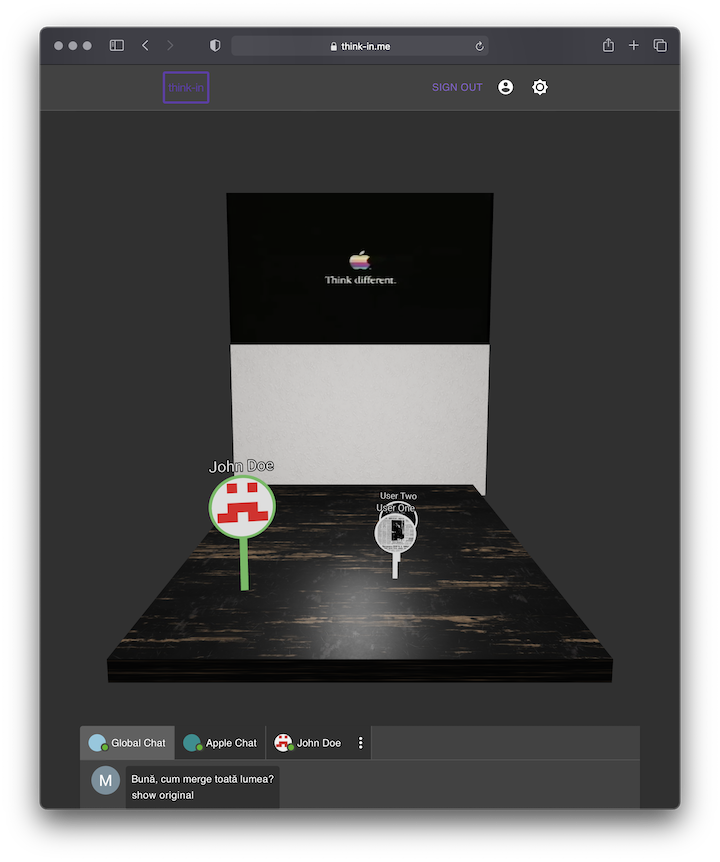 think-in.me
think-in
SIGN OUT
Think different.
John Doe
User Two
User One
Global Chat
Apple Chat
John Doe
M
Bună, cum merge toată lumea?
show original